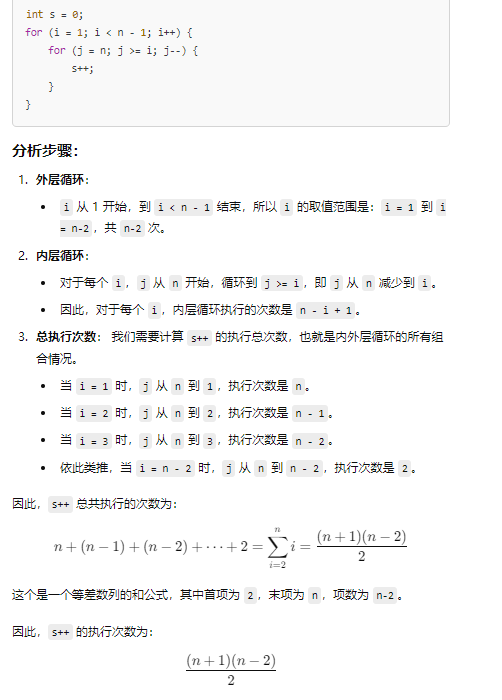 int s = 0;
for (i = 1; i < n - 1; i++) {
    for (j = n; j >= i; j--) {
        s++;
    }
}
分析步骤：
1. 外层循环：
• i 从 1 开始，到 i < n - 1 结束，所以 i 的取值范围是：i = 1 到 i
= n-2，共 n-2 次。
2. 内层循环：
• 对于每个 i，j 从 n 开始，循环到 j >= i，即 j 从 n 减少到 i。
• 因此，对于每个 i，内层循环执行的次数是 n - i + 1。
3. 总执行次数： 我们需要计算 s++ 的执行总次数，也就是内外层循环的所有组
合情况。
• 当 i = 1 时，j 从 n 到 1，执行次数是 n。
• 当 i = 2 时，j 从 n 到 2，执行次数是 n - 1。
• 当 i = 3 时，j 从 n 到 3，执行次数是 n - 2。
• 依此类推，当 i = n - 2 时，j 从 n 到 n - 2，执行次数是 2。
因此，s++ 总共执行的次数为：
n + (n − 1) + (n − 2) + ⋯ + 2 = ∑_{i=2}^{n} i = (n + 1)(n − 2) / 2
这个是一个等差数列的和公式，其中首项为 2，末项为 n，项数为 n-2。
因此，s++ 的执行次数为：
(n + 1)(n − 2) / 2